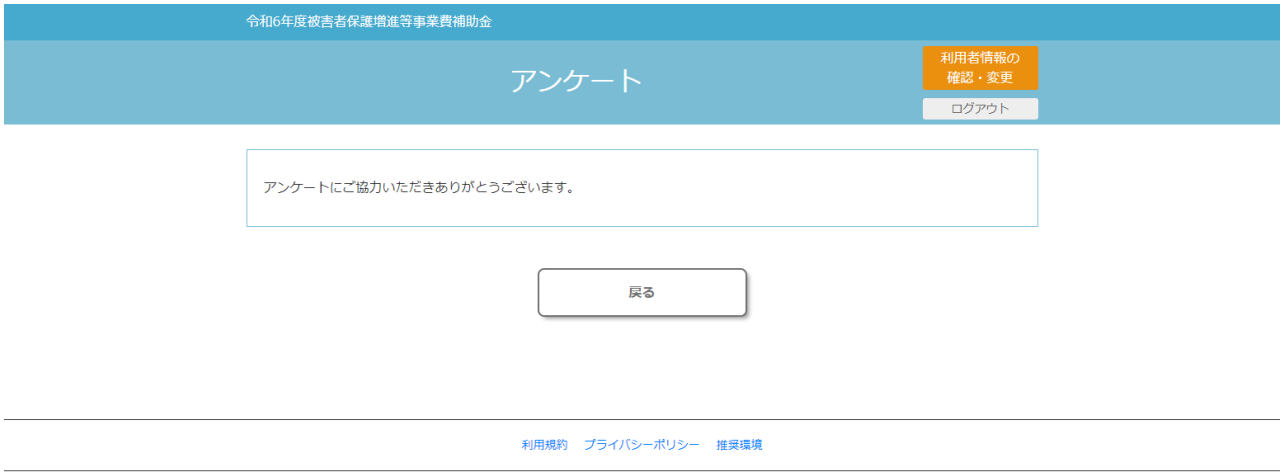 令和6年度被害者保護増進等事業費補助金
アンケート
利用者情報の
確認・変更
ログアウト
アンケートにご協力いただきありがとうございます。
戻る
利用規約 プライバシーポリシー 推奨環境